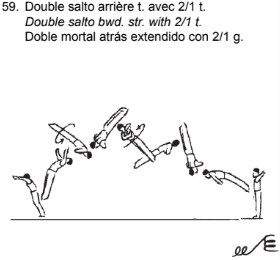 59. Double salto arrière t. avec 2/1 t.
Double salto bwd. str. with 2/1 t.
Doble mortal atrás extendido con 2/1 g.